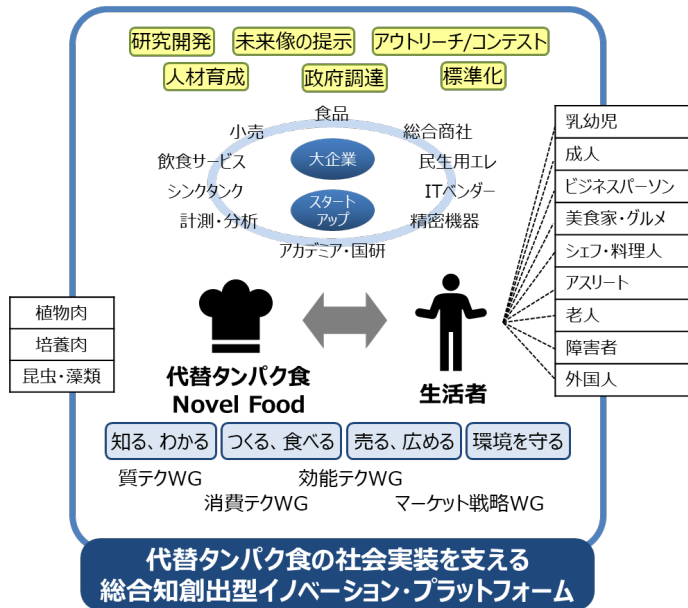 研究開発
未来像の提示
アウトリーチ/コンテスト
人材育成
政府調達
標準化
食品
小売
総合商社
飲食サービス
大企業
民生用エレ
シンクタンク
ITベンダー
スタート
アップ
計測・分析
精密機器
アカデミア・国研
乳幼児
成人
ビジネスパーソン
美食家・グルメ
シェフ・料理人
アスリート
老人
障害者
外国人
植物肉
培養肉
昆虫・藻類
代替タンパク食
Novel Food
生活者
知る、わかる
つくる、食べる
売る、広める
環境を守る
質テクWG
効能テクWG
消費テクWG
マーケット戦略WG
代替タンパク食の社会実装を支える
総合知創出型イノベーション・プラットフォーム